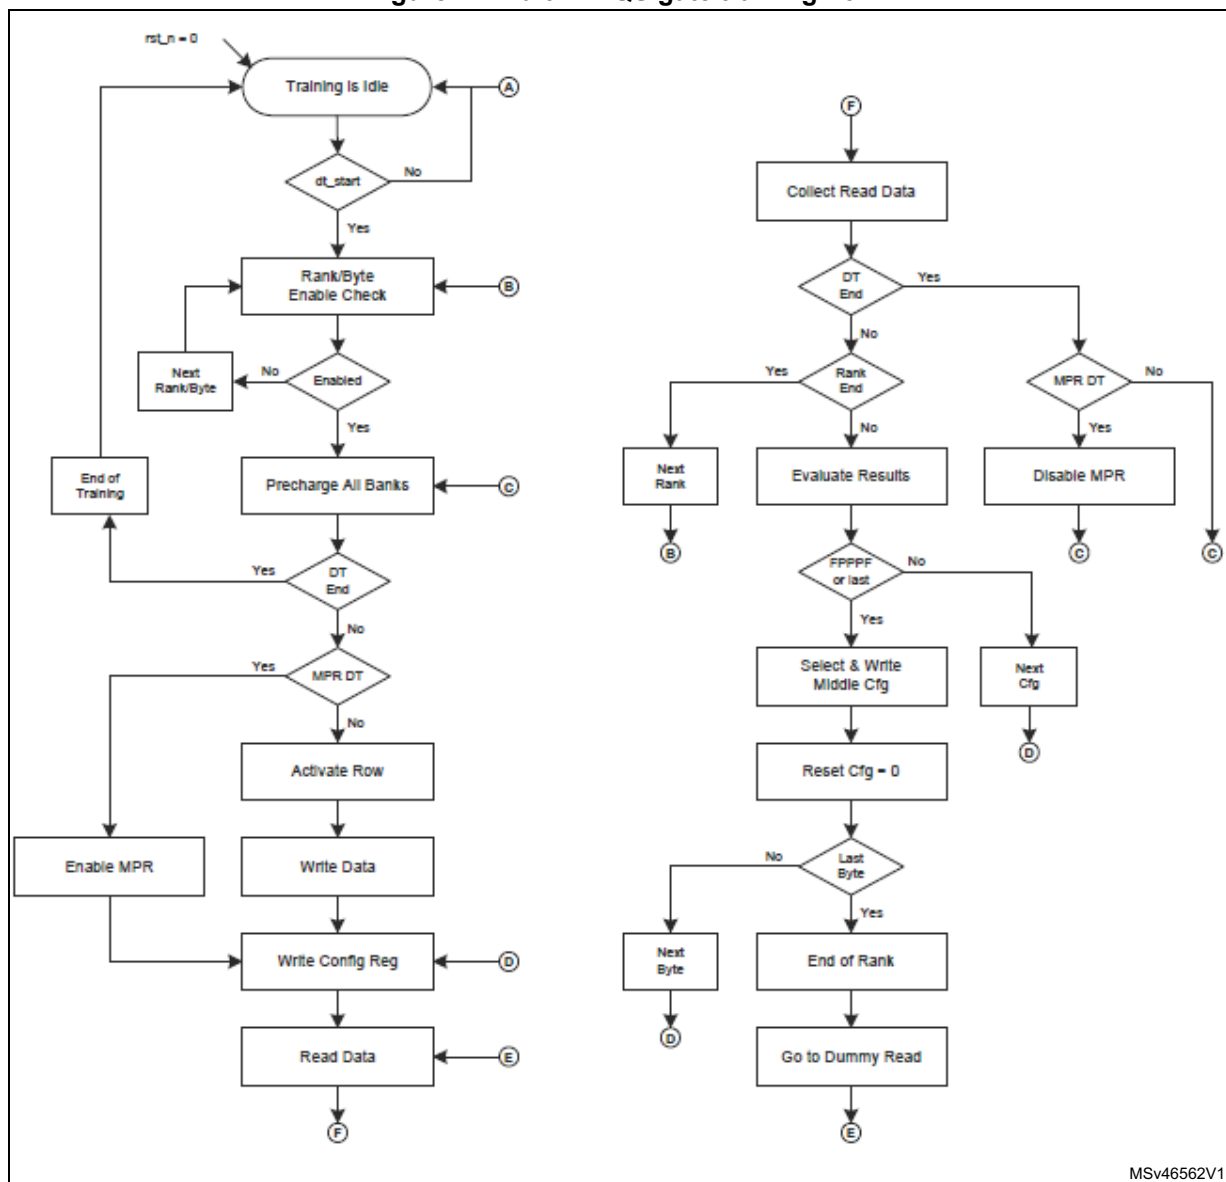 rst_n = 0
Training is Idle
A
dt_start
No
Yes
Rank/Byte
Enable Check
B
Next
Rank/Byte
No
Enabled
Yes
End of
Training
Precharge All Banks
C
Yes
DT
End
No
Yes
MPR DT
No
Activate Row
Enable MPR
Write Data
Write Config Reg
D
Read Data
E
F
F
Collect Read Data
DT
End
Yes
No
Yes
Rank
End
MPR DT
No
No
Yes
Next
Rank
Evaluate Results
Disable MPR
B
C
C
FPPPF
or last
No
Yes
Select & Write
Middle Cfg
Next
Cfg
D
Reset Cfg = 0
No
Last
Byte
Yes
Next
Byte
End of Rank
D
Go to Dummy Read
E
MSv46562V1